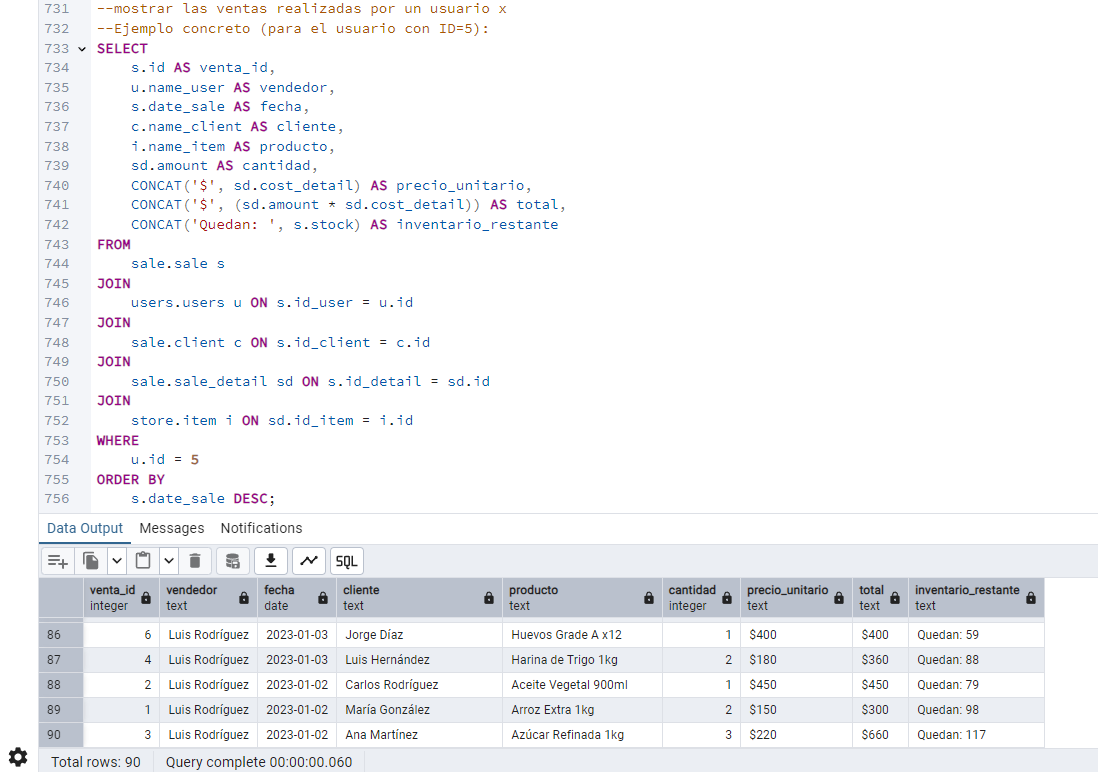 731 --mostrar las ventas realizadas por un usuario x
732 --Ejemplo concreto (para el usuario con ID=5):
733 SELECT
734 s.id AS venta_id,
735 u.name_user AS vendedor,
736 s.date_sale AS fecha,
737 c.name_client AS cliente,
738 i.name_item AS producto,
739 sd.amount AS cantidad,
740 CONCAT('$', sd.cost_detail) AS precio_unitario,
741 CONCAT('$', (sd.amount * sd.cost_detail)) AS total,
742 CONCAT('Quedan: ', s.stock) AS inventario_restante
743 FROM
744 sale.sale s
745 JOIN
746 users.users u ON s.id_user = u.id
747 JOIN
748 sale.client c ON s.id_client = c.id
749 JOIN
750 sale.sale_detail sd ON s.id_detail = sd.id
751 JOIN
752 store.item i ON sd.id_item = i.id
753 WHERE
754 u.id = 5
755 ORDER BY
756 s.date_sale DESC;
Data Output Messages Notifications
SQL
venta_id vendedor fecha cliente producto cantidad precio_unitario total inventario_restante
integer text date text text integer text text text
86 6 Luis Rodríguez 2023-01-03 Jorge Díaz Huevos Grade A x12 1 $400 $400 Quedan: 59
87 4 Luis Rodríguez 2023-01-03 Luis Hernández Harina de Trigo 1kg 2 $180 $360 Quedan: 88
88 2 Luis Rodríguez 2023-01-02 Carlos Rodríguez Aceite Vegetal 900ml 1 $450 $450 Quedan: 79
89 1 Luis Rodríguez 2023-01-02 María González Arroz Extra 1kg 2 $150 $300 Quedan: 98
90 3 Luis Rodríguez 2023-01-02 Ana Martínez Azúcar Refinada 1kg 3 $220 $660 Quedan: 117
Total rows: 90 Query complete 00:00:00.060